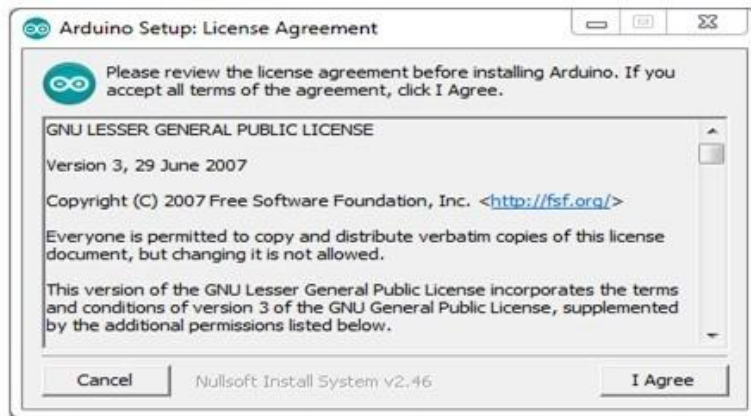 Arduino Setup: License Agreement
Please review the license agreement before installing Arduino. If you
accept all terms of the agreement, click I Agree.
GNU LESSER GENERAL PUBLIC LICENSE
Version 3, 29 June 2007
Copyright (C) 2007 Free Software Foundation, Inc. <http://fsf.org/>
Everyone is permitted to copy and distribute verbatim copies of this license
document, but changing it is not allowed.
This version of the GNU Lesser General Public License incorporates the terms
and conditions of version 3 of the GNU General Public License, supplemented
by the additional permissions listed below.
Cancel
Nullsoft Install System v2.46
I Agree